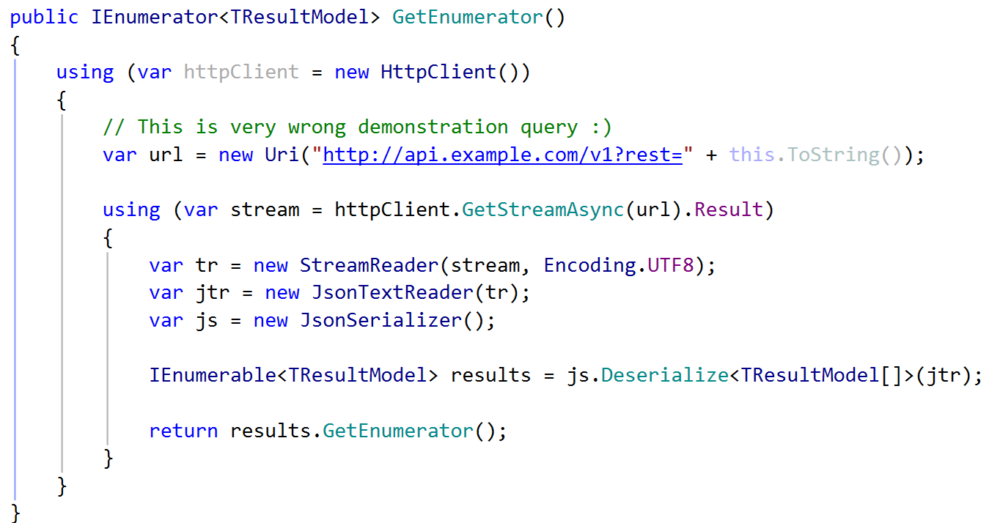 public IEnumerator<TResultModel> GetEnumerator()
{
    using (var httpClient = new HttpClient())
    {
        // This is very wrong demonstration query :)
        var url = new Uri("http://api.example.com/v1?rest=" + this.ToString());

        using (var stream = httpClient.GetStreamAsync(url).Result)
        {
            var tr = new StreamReader(stream, Encoding.UTF8);
            var jtr = new JsonTextReader(tr);
            var js = new JsonSerializer();

            IEnumerable<TResultModel> results = js.Deserialize<TResultModel[]>(jtr);

            return results.GetEnumerator();
        }
    }
}